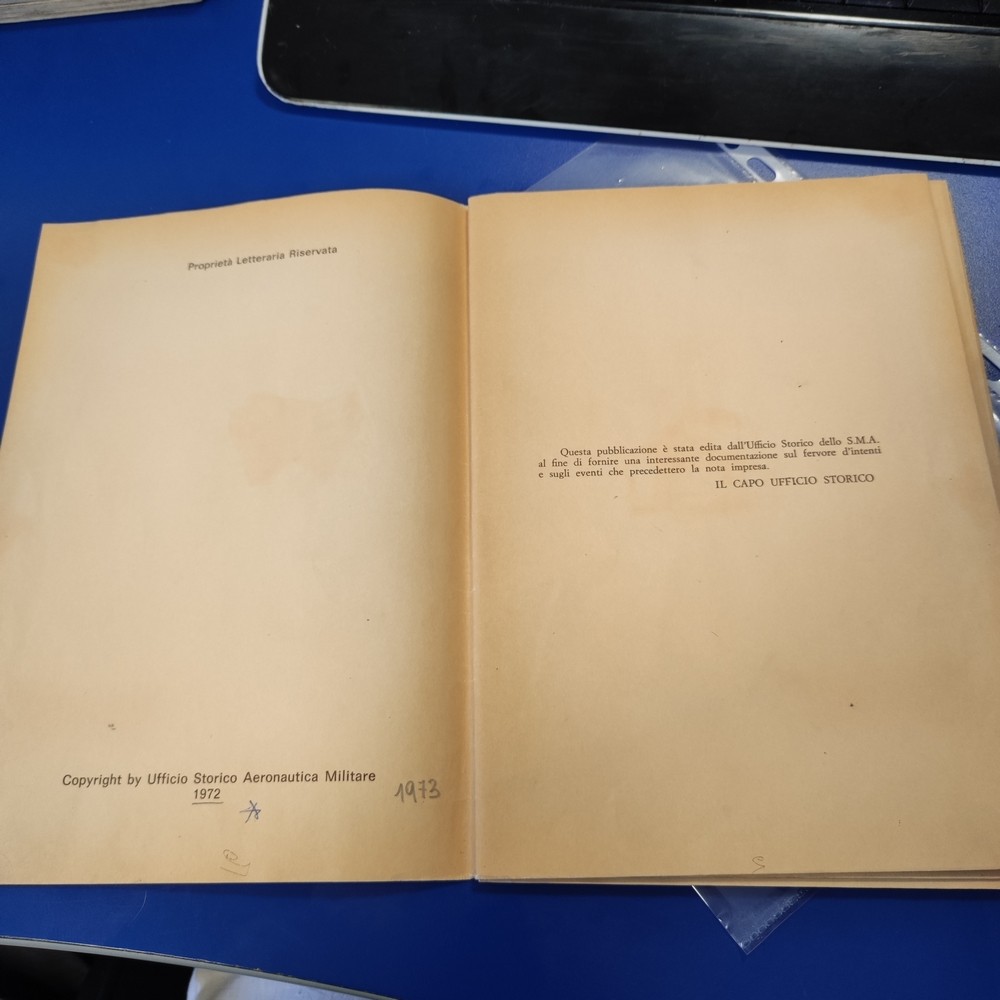 Proprietà Letteraria Riservata
Copyright by Ufficio Storico Aeronautica Militare
1972
1973
Questa pubblicazione è stata edita dall'Ufficio Storico dello S.M.A.
al fine di fornire una interessante documentazione sul fervore d'intenti
e sugli eventi che precedettero la nota impresa.
IL CAPO UFFICIO STORICO